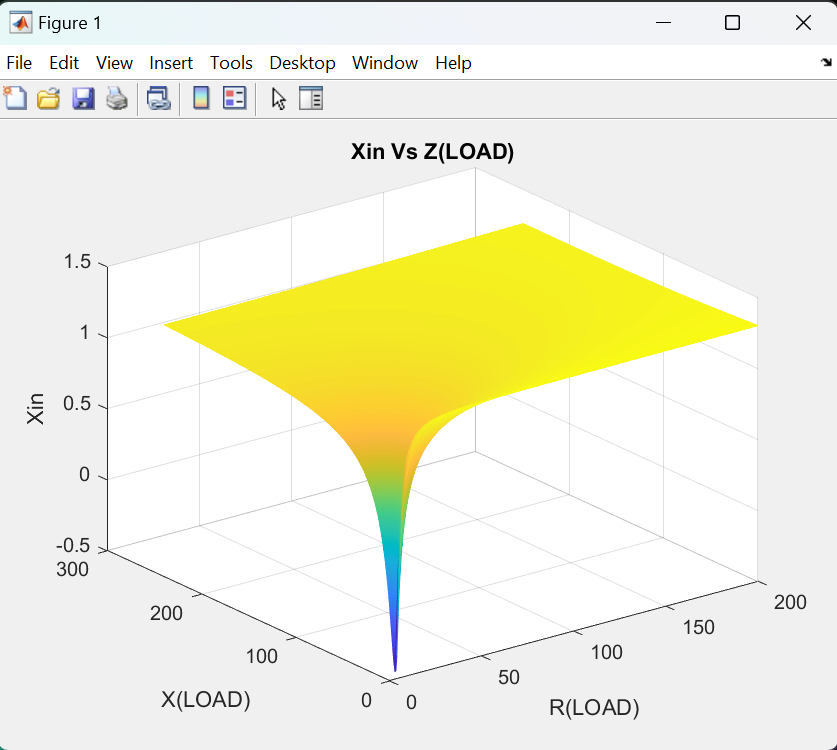 Figure 1
File Edit View Insert Tools Desktop Window Help
Xin Vs Z(LOAD)
1.5
1
0.5
0
-0.5
Xin
300
200
100
0
X(LOAD)
0
50
100
150
200
R(LOAD)